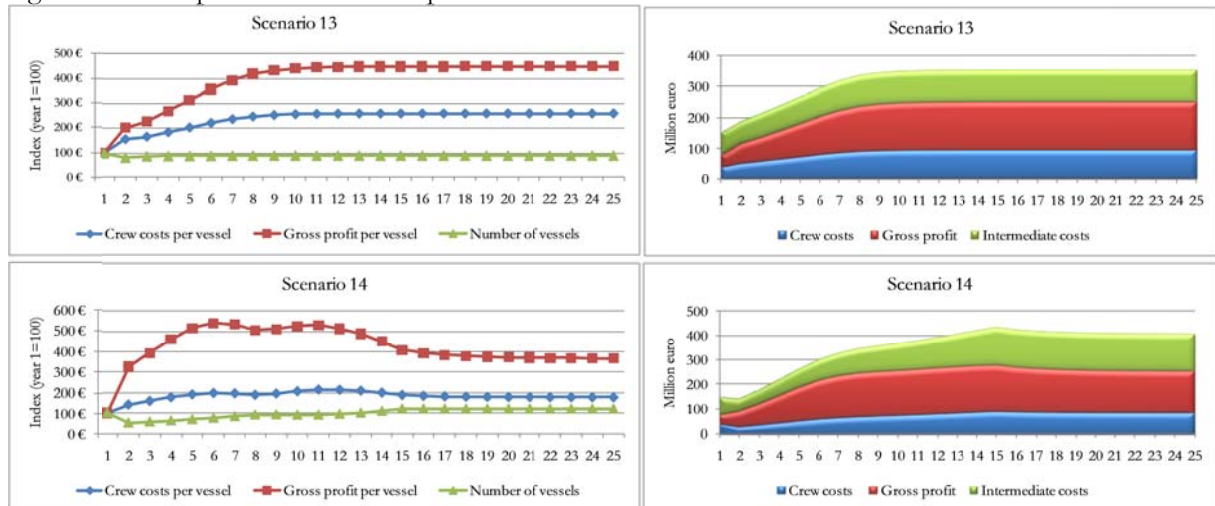 Scenario 13
500 €
400 €
300 €
200 €
100 €
0 €
Index (year 1=100)
1 2 3 4 5 6 7 8 9 10 11 12 13 14 15 16 17 18 19 20 21 22 23 24 25
Crew costs per vessel Gross profit per vessel Number of vessels
Scenario 13
400
300
200
100
0
Million euro
1 2 3 4 5 6 7 8 9 10 11 12 13 14 15 16 17 18 19 20 21 22 23 24 25
Crew costs Gross profit Intermediate costs
Scenario 14
600 €
500 €
400 €
300 €
200 €
100 €
0 €
Index (year 1=100)
1 2 3 4 5 6 7 8 9 10 11 12 13 14 15 16 17 18 19 20 21 22 23 24 25
Crew costs per vessel Gross profit per vessel Number of vessels
Scenario 14
500
400
300
200
100
0
Million euro
1 2 3 4 5 6 7 8 9 10 11 12 13 14 15 16 17 18 19 20 21 22 23 24 25
Crew costs Gross profit Intermediate costs